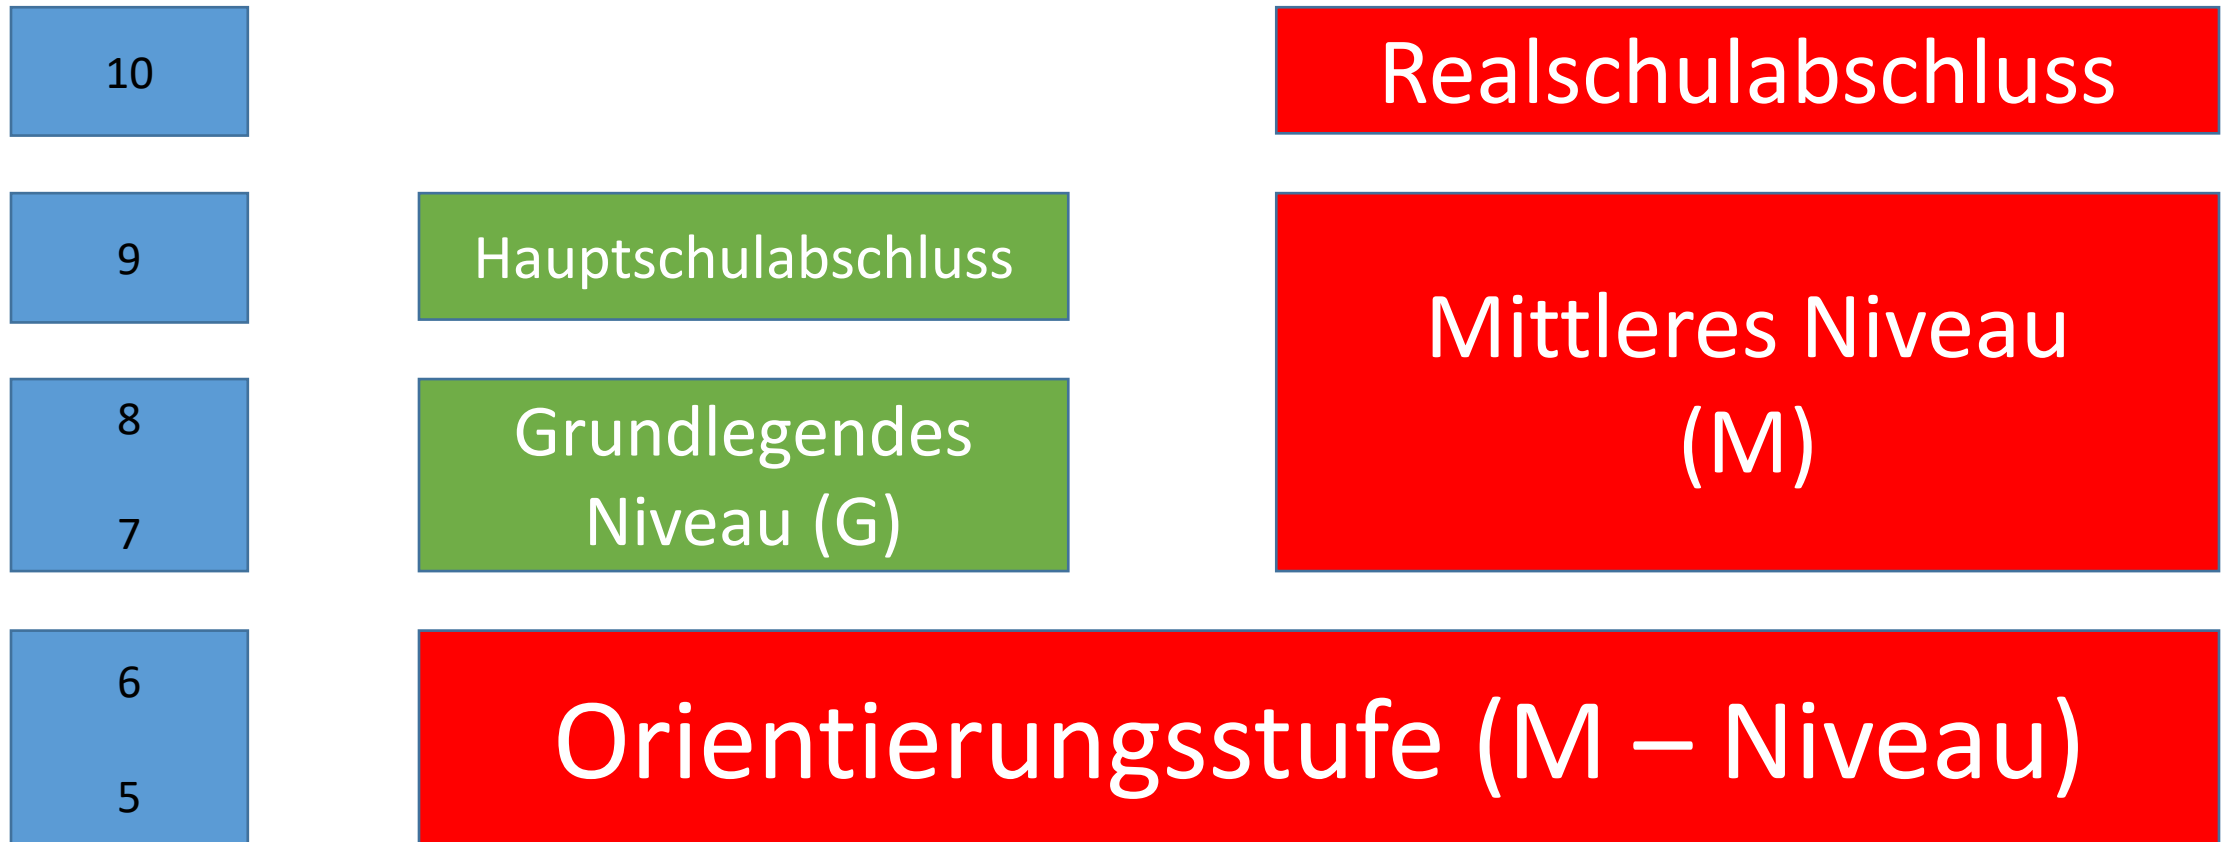 10
Realschulabschluss
9
Hauptschulabschluss
Mittleres Niveau
(M)
8
7
Grundlegendes
Niveau (G)
6
5
Orientierungsstufe (M – Niveau)